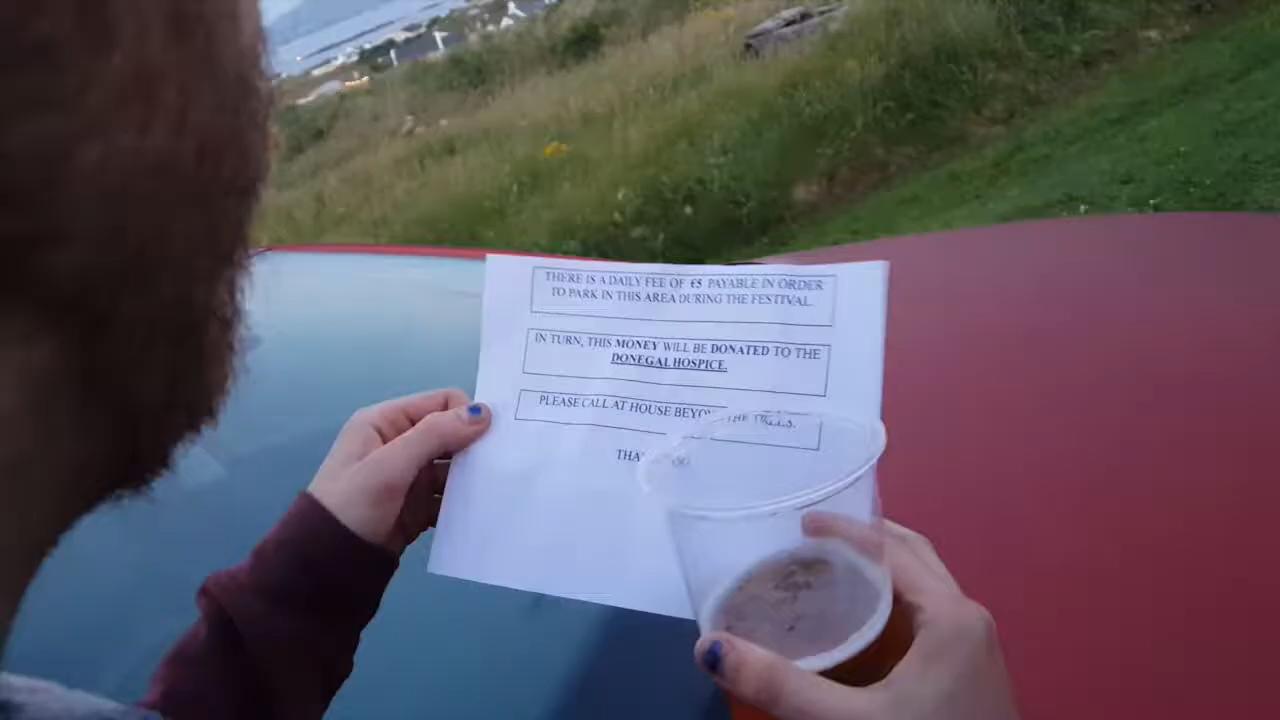 THERE IS A DAILY FEE OF €5 PAYABLE IN ORDER
TO PARK IN THIS AREA DURING THE FESTIVAL.
IN TURN, THIS MONEY WILL BE DONATED TO THE
DONEGAL HOSPICE.
PLEASE CALL AT HOUSE THE